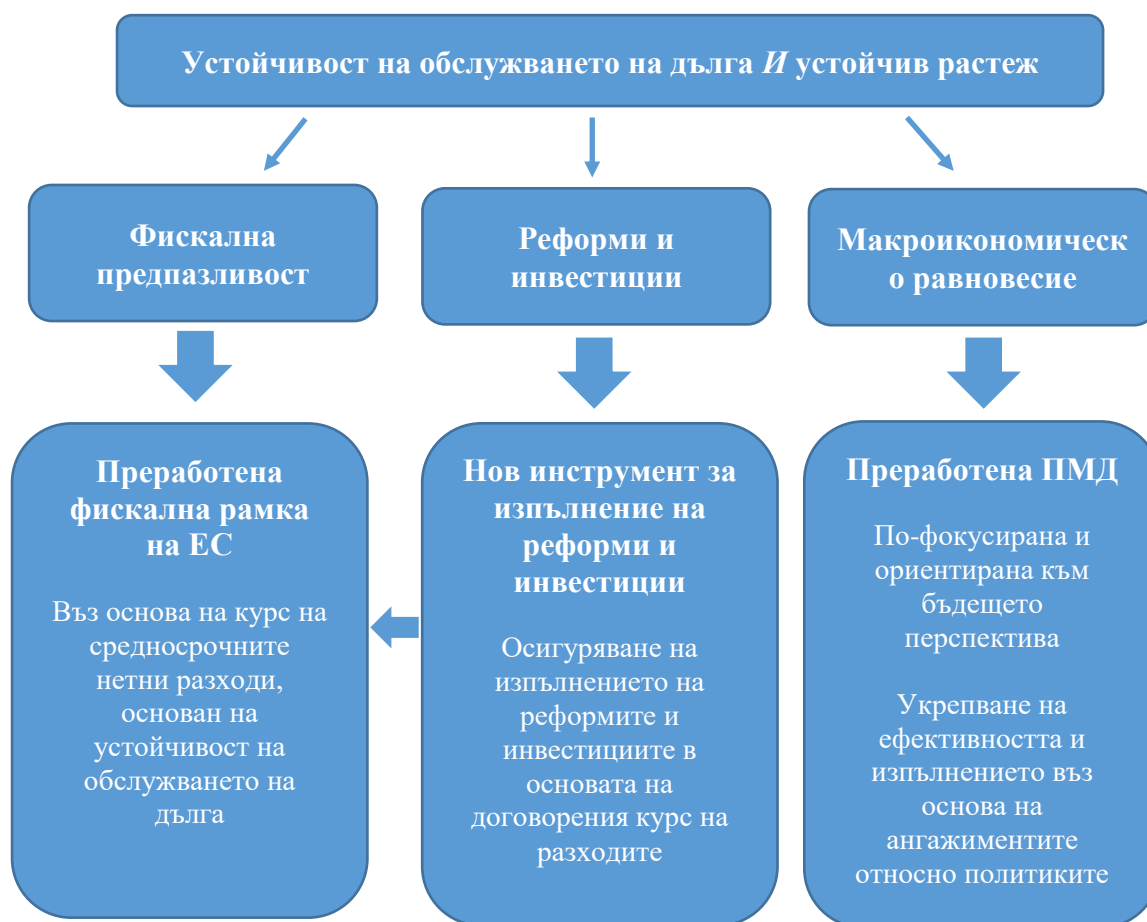 Устойчивост на обслужването на дълга И устойчив растеж
Фискална
предпазливост
Реформи и
инвестиции
Макроикономическ
о равновесие
Преработена
фискална рамка
на ЕС
Въз основа на курс на
средносрочните
нетни разходи,
основан на
устойчивост на
обслужването на
дълга
Нов инструмент за
изпълнение на
реформи и
инвестиции
Осигуряване на
изпълнението на
реформите и
инвестициите в
основата на
договорения курс на
разходите
Преработена ПМД
По-фокусирана и
ориентирана към
бъдещето
перспектива
Укрепване на
ефективността и
изпълнението въз
основа на
ангажиментите
относно политиките